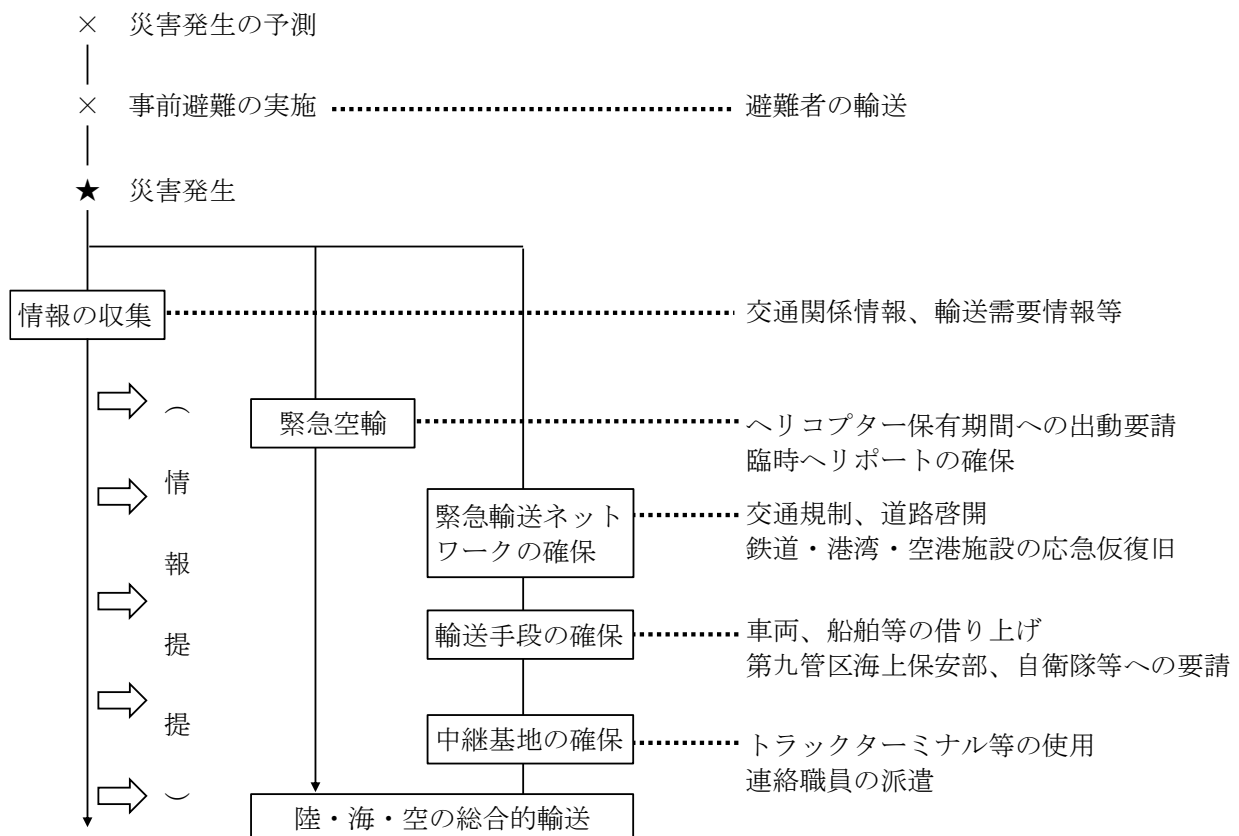 × 災害発生の予測
× 事前避難の実施 避難者の輸送
★ 災害発生
情報の収集 交通関係情報、輸送需要情報等
（情報提提）
緊急空輸 ヘリコプター保有期間への出動要請
臨時ヘリポートの確保
緊急輸送ネット
ワークの確保
交通規制、道路啓開
鉄道・港湾・空港施設の応急仮復旧
輸送手段の確保 車両、船舶等の借り上げ
第九管区海上保安部、自衛隊等への要請
中継基地の確保 トラックターミナル等の使用
連絡職員の派遣
陸・海・空の総合的輸送